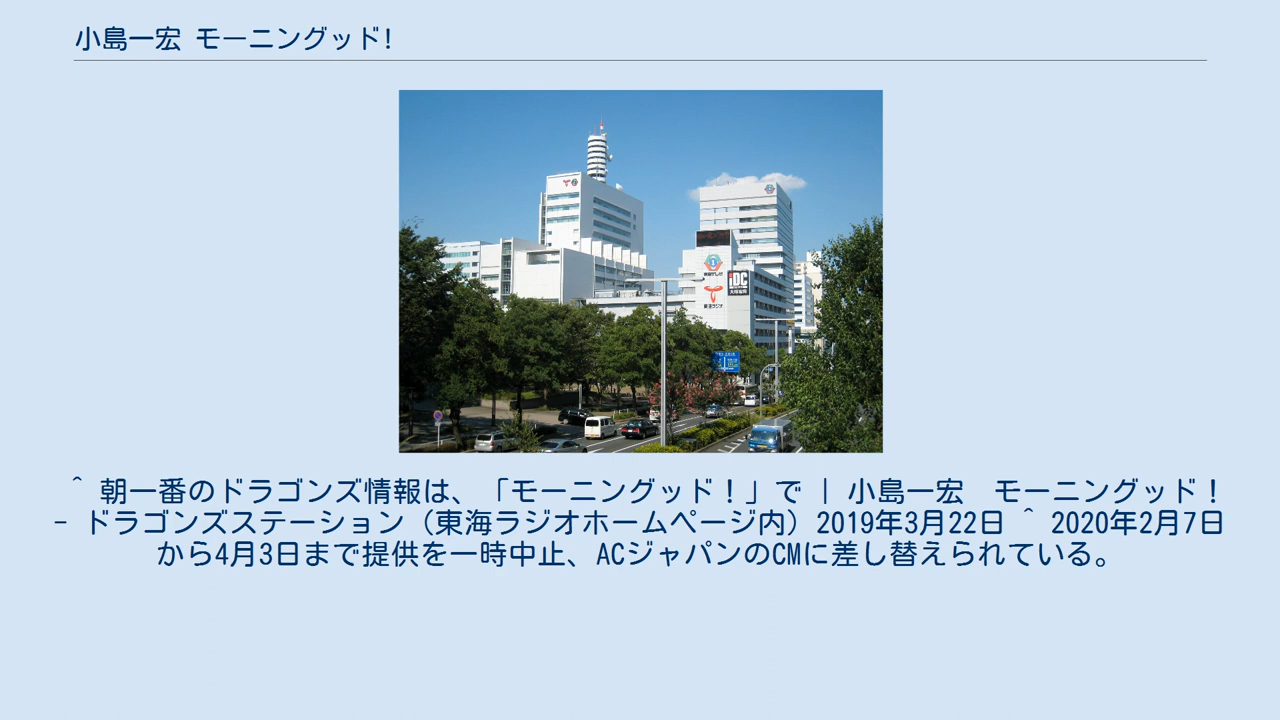 小島一宏 モーニングッド!
iDC
東海ラジオ
^ 朝一番のドラゴンズ情報は、「モーニングッド！」で | 小島一宏　モーニングッド！
- ドラゴンズステーション（東海ラジオホームページ内）2019年3月22日 ^ 2020年2月7日
から4月3日まで提供を一時中止、ACジャパンのCMに差し替えられている。